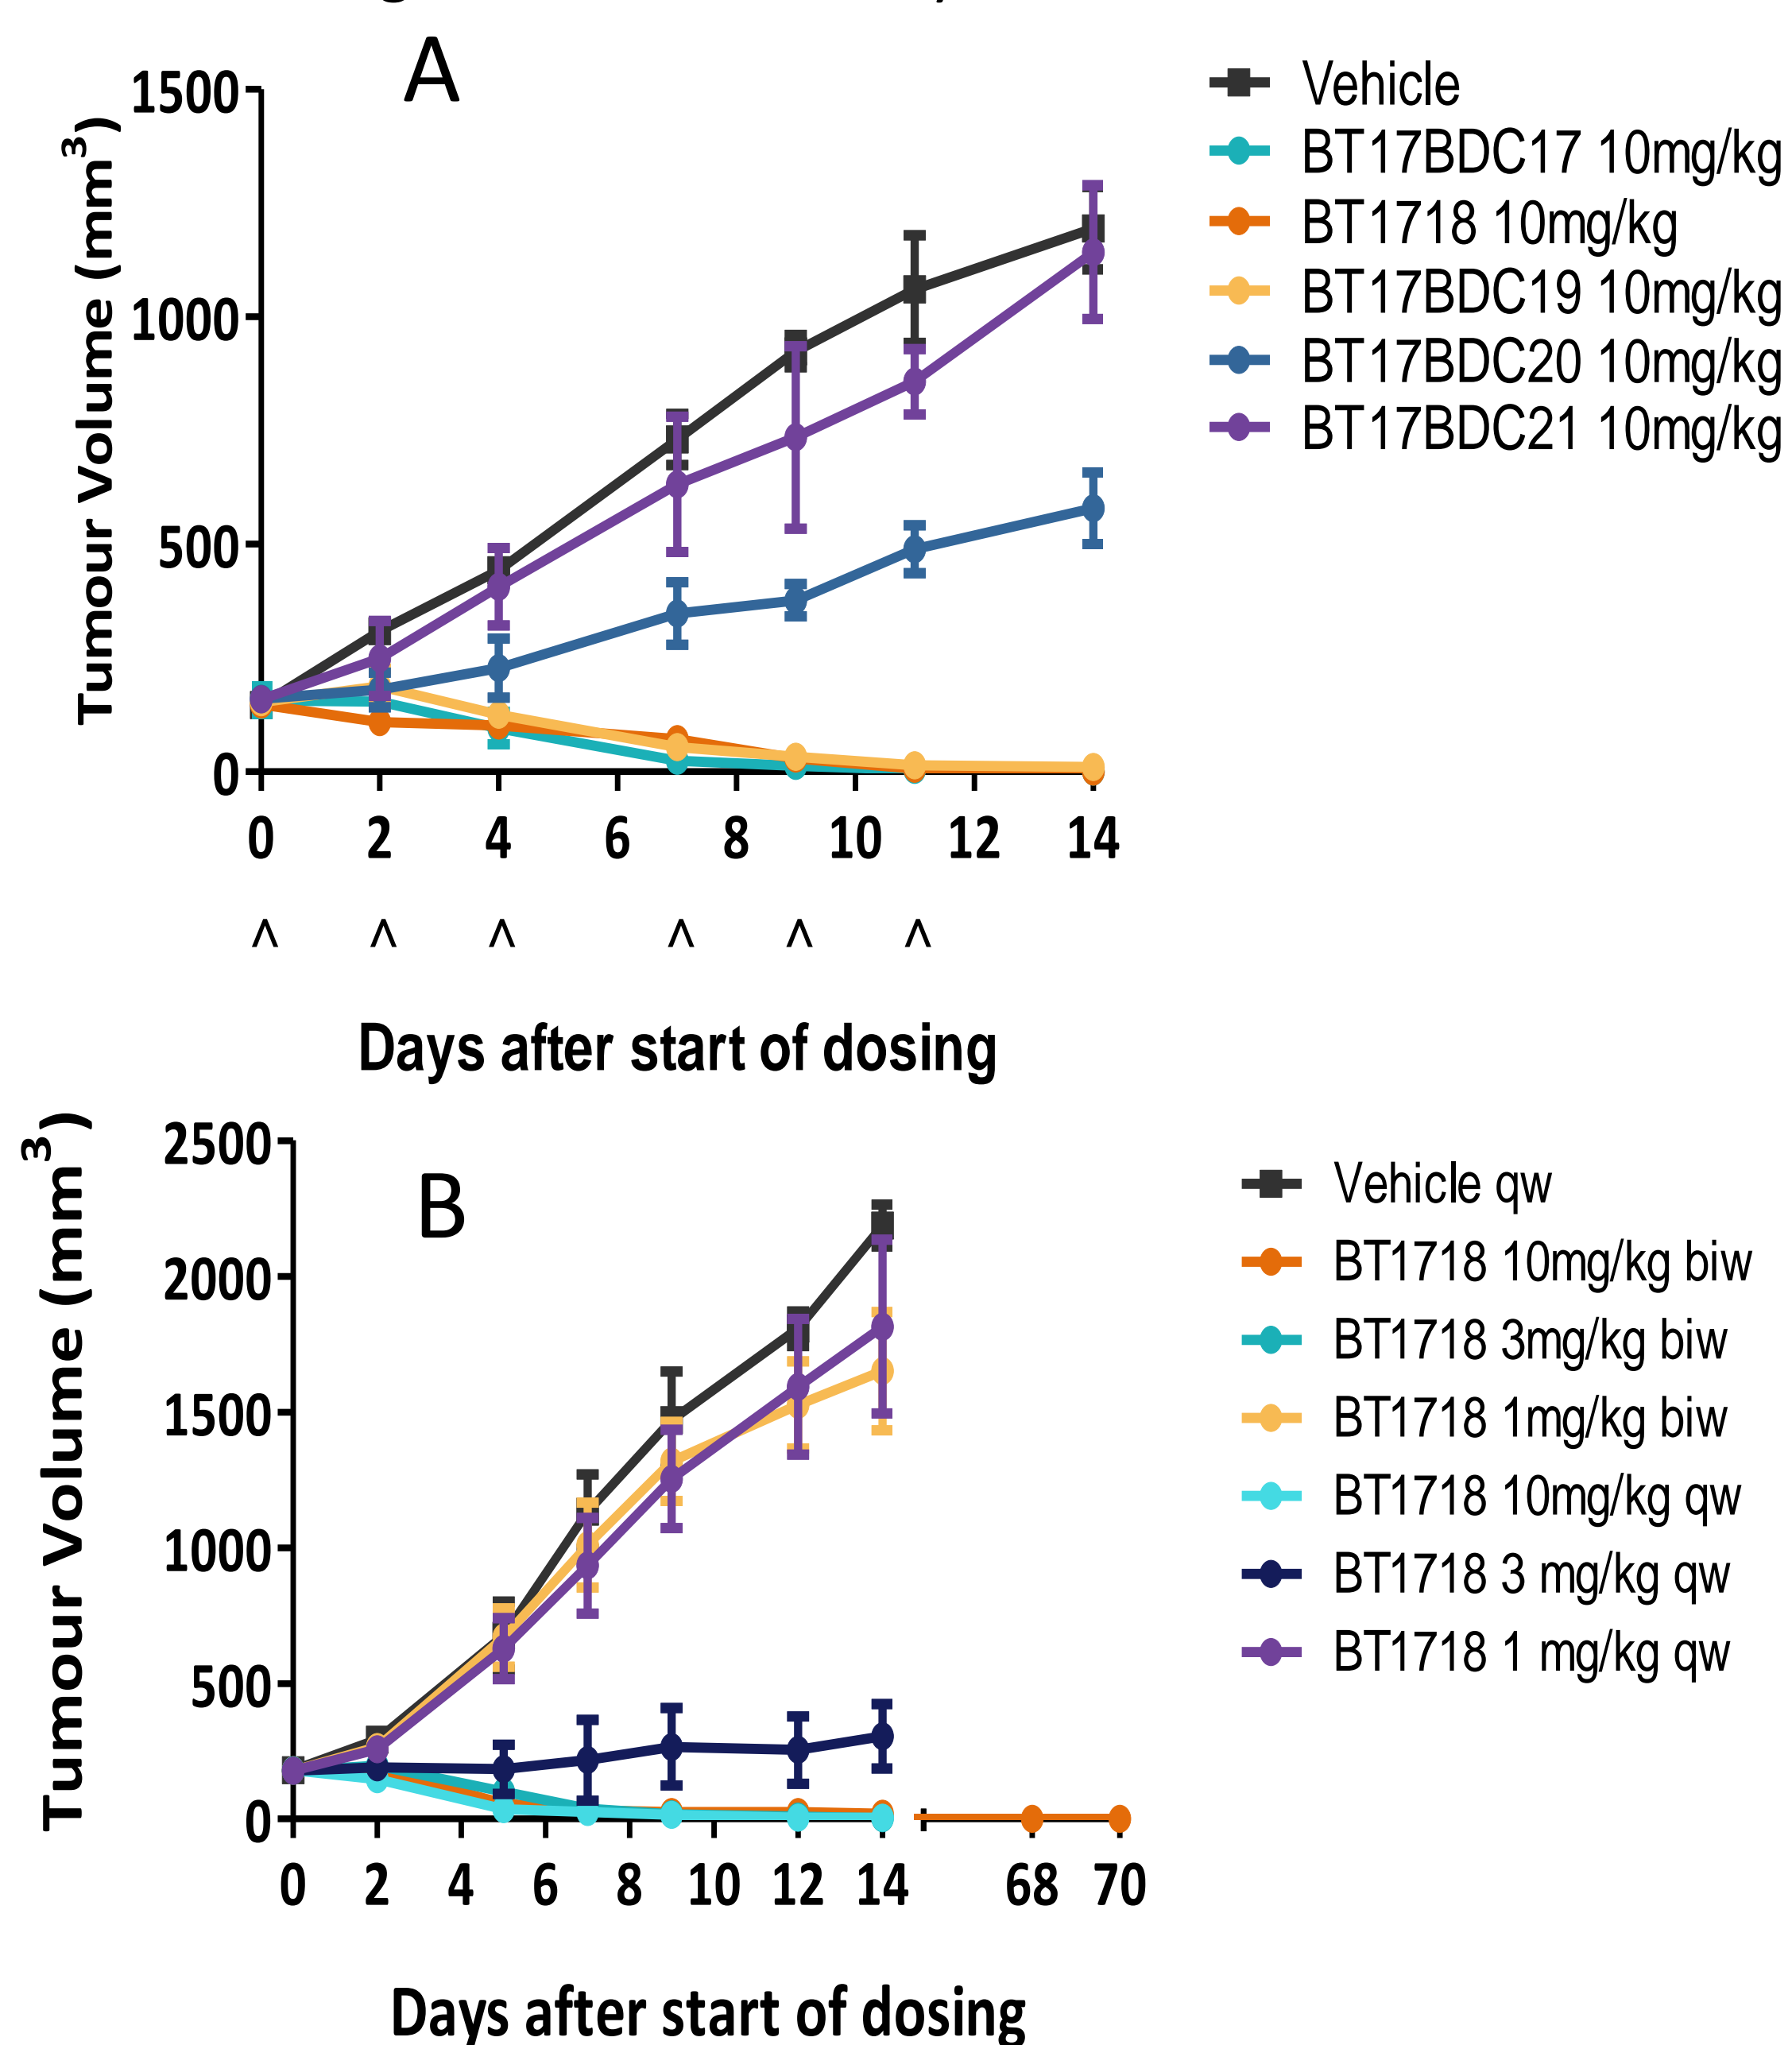 A
Tumour Volume (mm³)
1500
1000
500
0
0 2 4 6 8 10 12 14
^ ^ ^ ^ ^ ^
Days after start of dosing
Vehicle
BT17BDC17 10mg/kg
BT1718 10mg/kg
BT17BDC19 10mg/kg
BT17BDC20 10mg/kg
BT17BDC21 10mg/kg
B
Tumour Volume (mm³)
2500
2000
1500
1000
500
0
0 2 4 6 8 10 12 14 68 70
Days after start of dosing
Vehicle qw
BT1718 10mg/kg biw
BT1718 3mg/kg biw
BT1718 1mg/kg biw
BT1718 10mg/kg qw
BT1718 3 mg/kg qw
BT1718 1 mg/kg qw